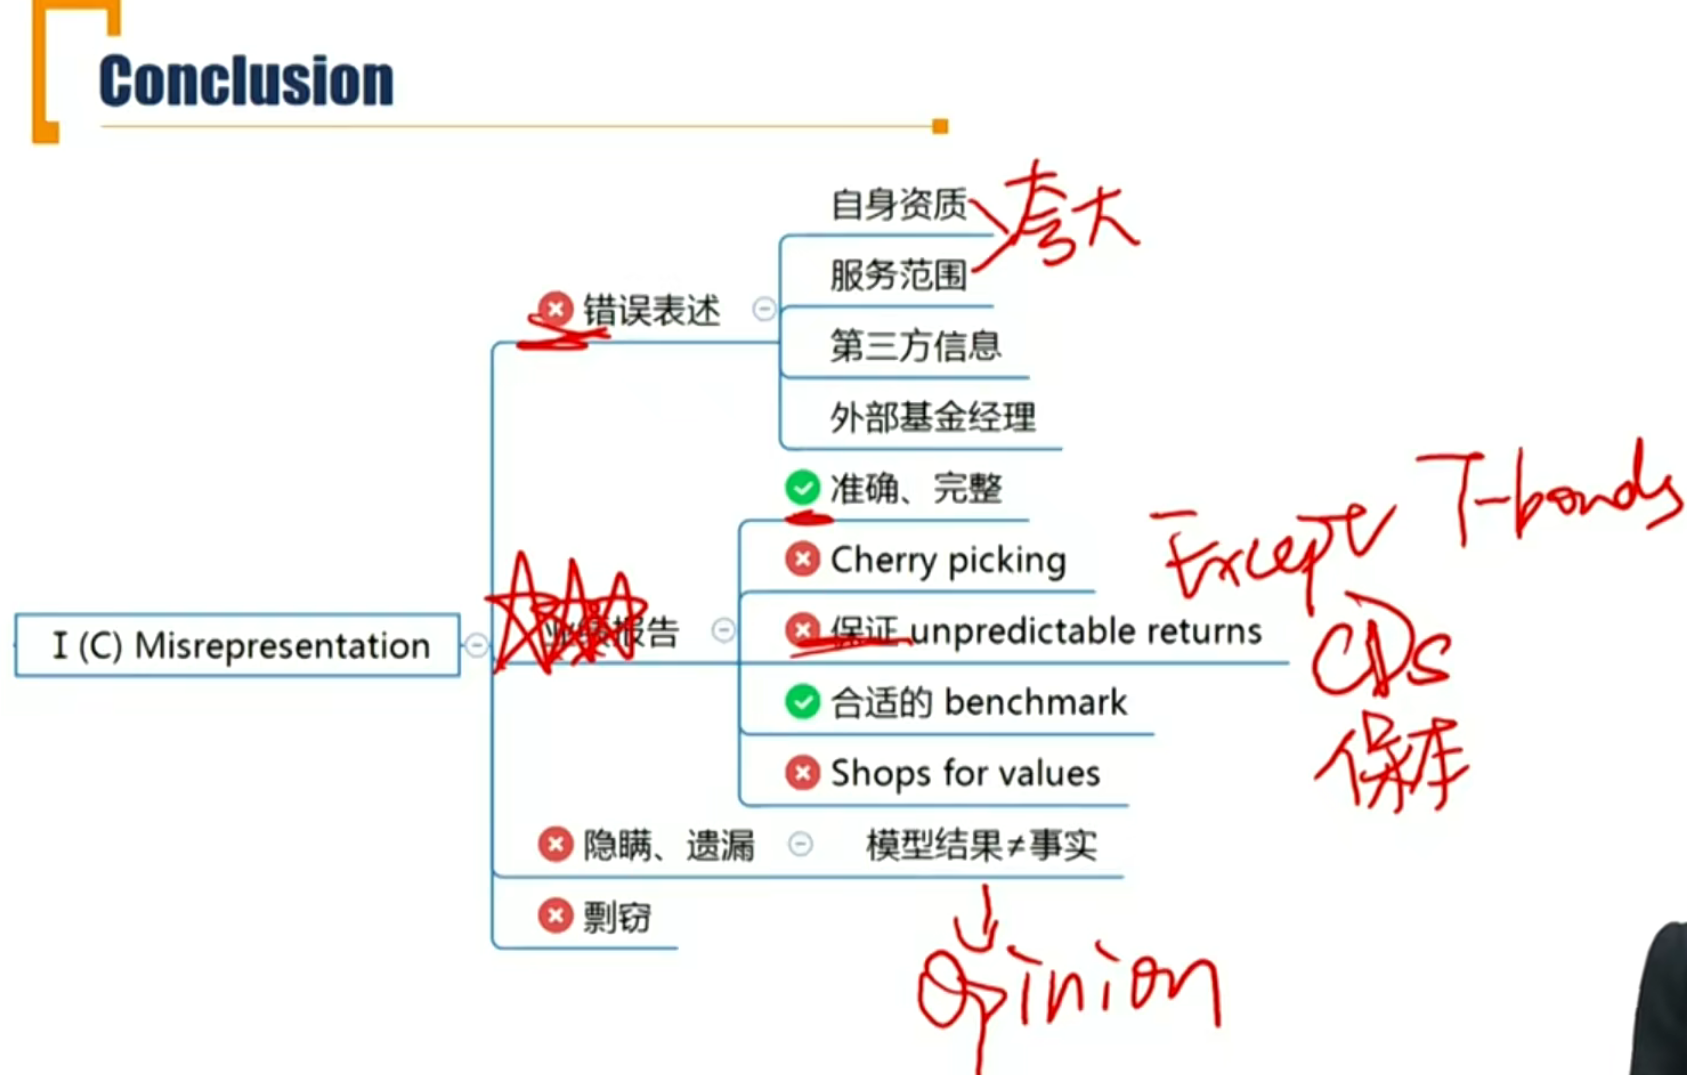 Conclusion
自身资质
夸大
服务范围
错误表述
第三方信息
外部基金经理
准确、完整
Except T-bonds
Cherry picking
I (C) Misrepresentation
业绩报告
保证 unpredictable returns
CDs
合适的 benchmark
保本
Shops for values
隐瞒、遗漏
模型结果≠事实
剽窃
opinion